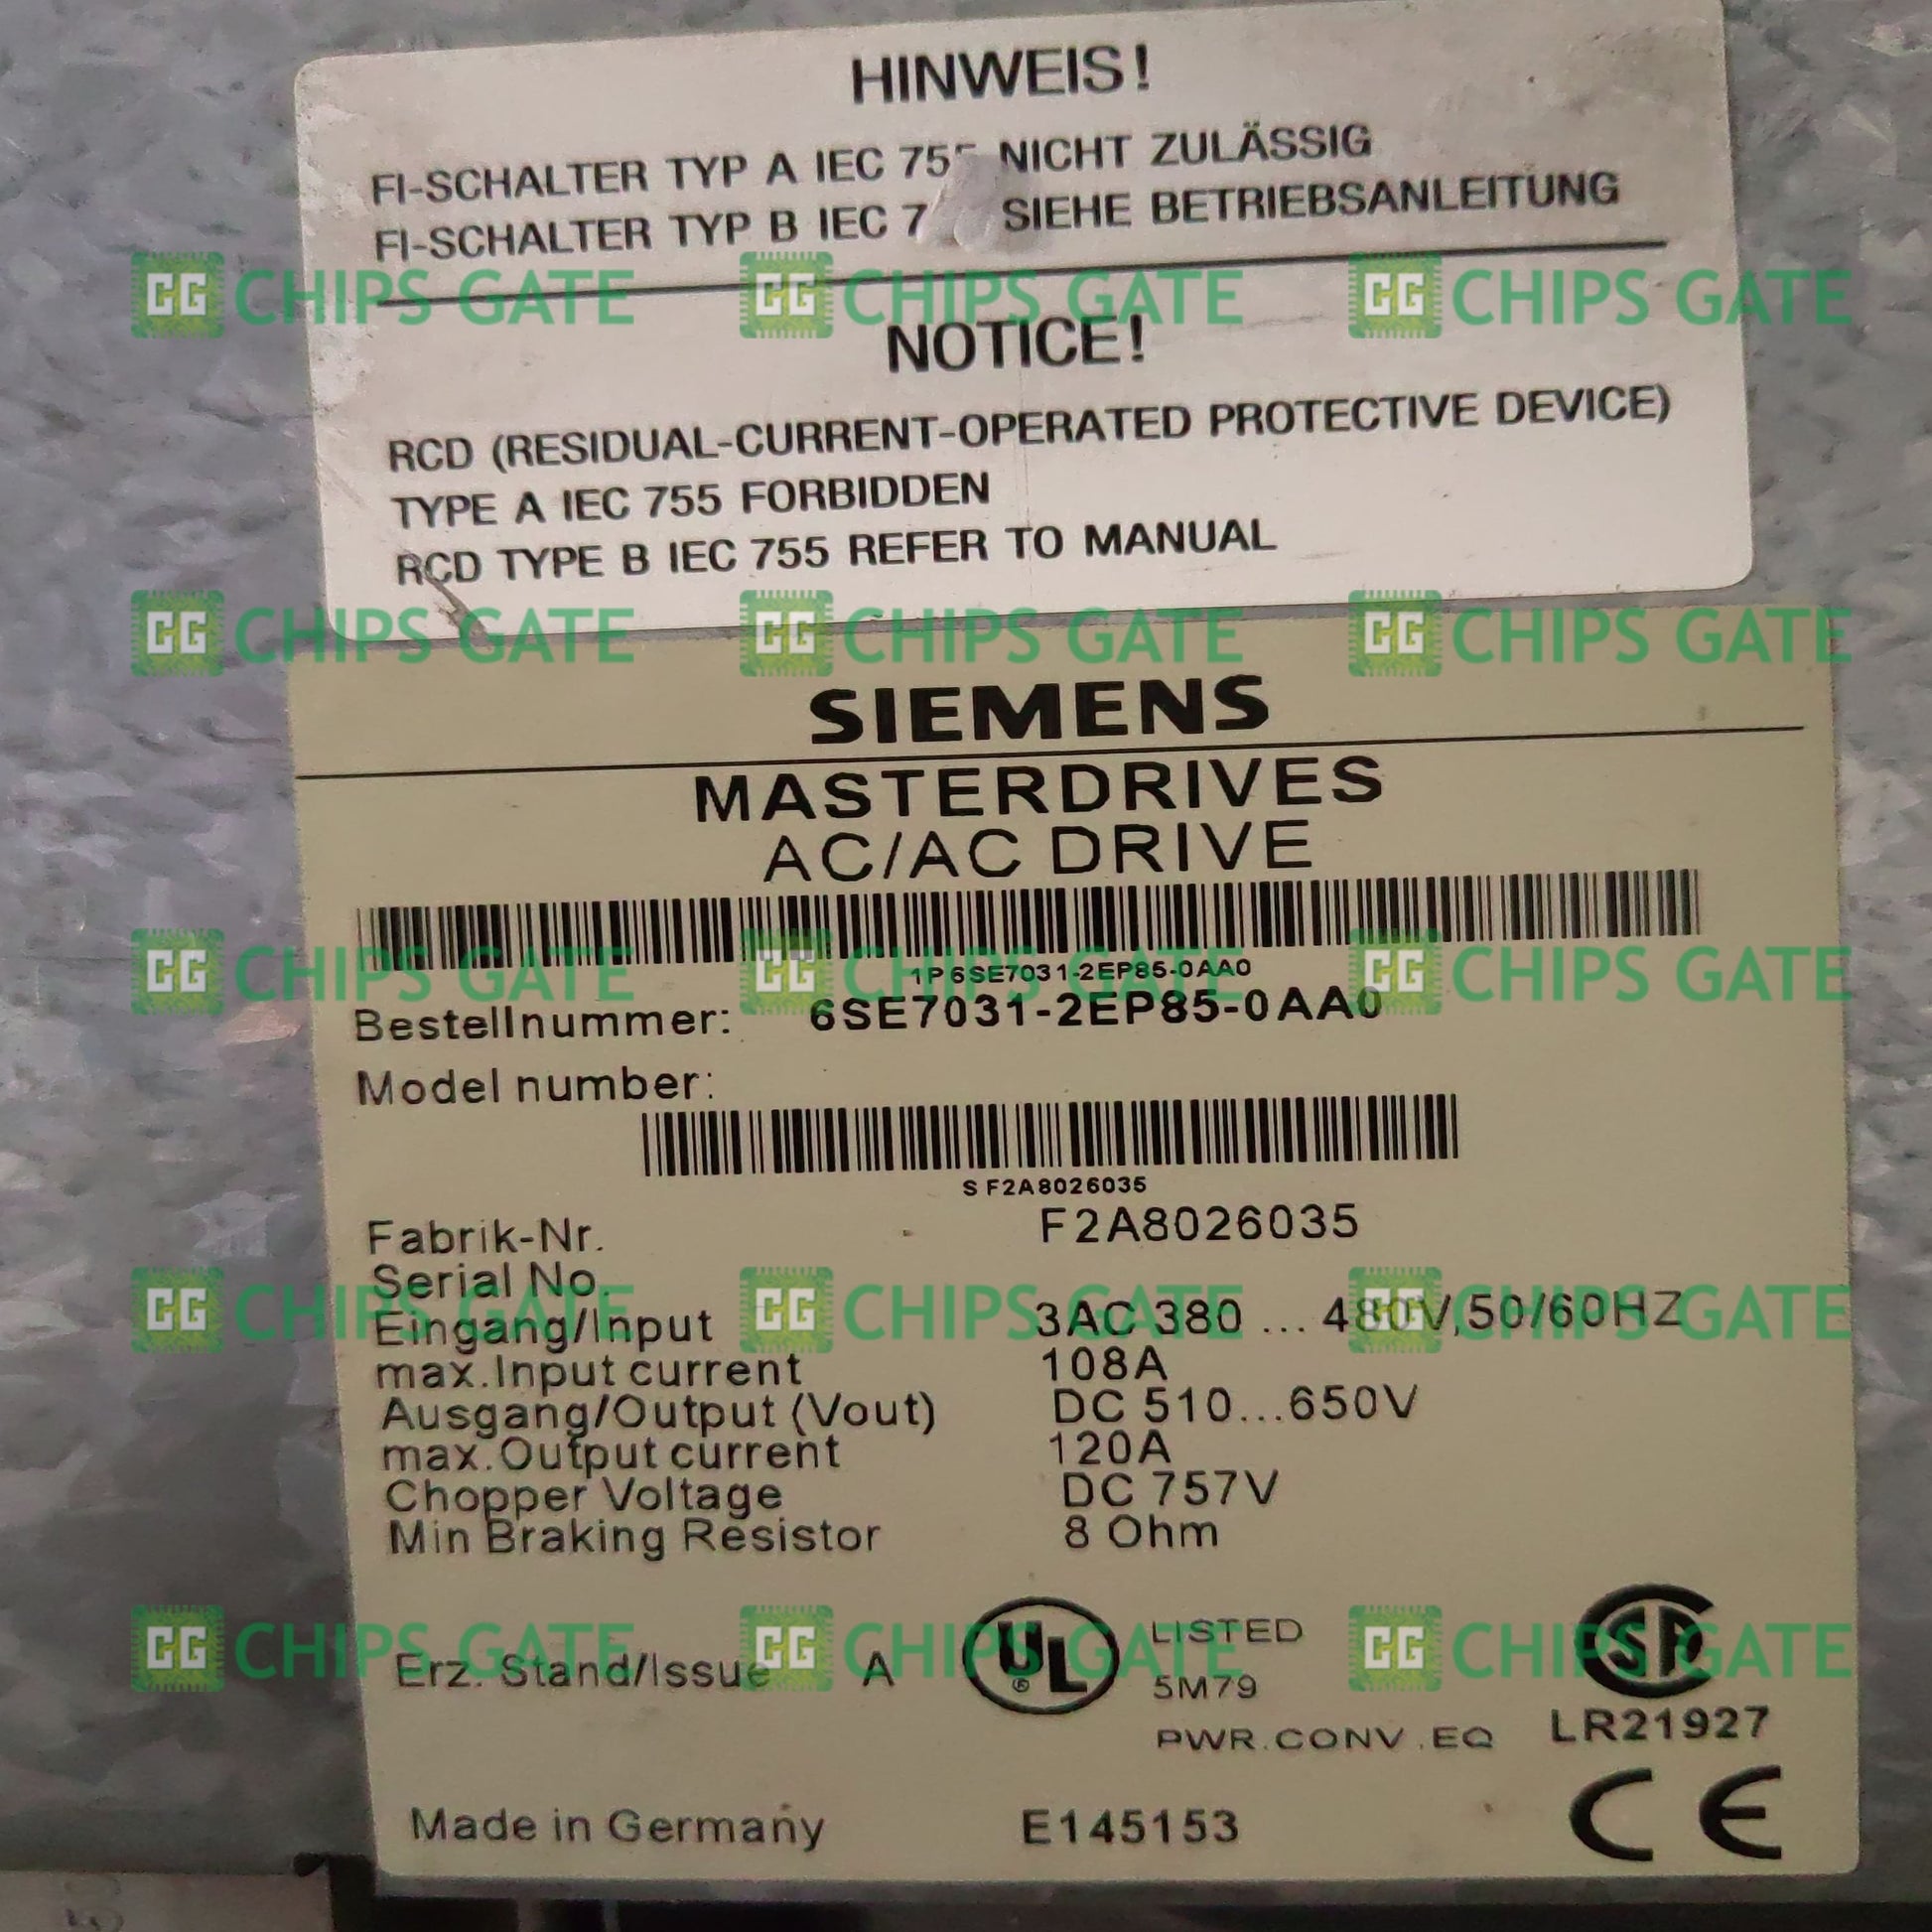 HINWEIS!
FI-SCHALTER TYP A IEC 75 NICHT ZULÄSSIG
FI-SCHALTER TYP B IEC 7 SIEHE BETRIEBSANLEITUNG
CG CHIPS GATE CG CHIPS GATE CG CHIPS GATE
NOTICE!
RCD (RESIDUAL-CURRENT-OPERATED PROTECTIVE DEVICE)
TYPE A IEC 755 FORBIDDEN
RCD TYPE B IEC 755 REFER TO MANUAL
CG CHIPS GATE CG CHIPS GATE CG CHIPS GATE
SIEMENS
MASTERDRIVES
AC/AC DRIVE
CG CHIPS GATE CG CHIPS GATE CG CHIPS GATE
1P 6SE7031-2EP85-0AA0
Bestellnummer: 6SE7031-2EP85-0AA0
Model number:
S F2A8026035
Fabrik-Nr. F2A8026035
Serial No.
CG CHIPS GATE CG CHIPS GATE CG CHIPS GATE
Eingang/Input 3AC 380 ... 480V,50/60HZ
max.Input current 108A
Ausgang/Output (Vout) DC 510...650V
max.Output current 120A
Chopper Voltage DC 757V
Min Braking Resistor 8 Ohm
CG CHIPS GATE CG CHIPS GATE CG CHIPS GATE
Erz. Stand/Issue A UL ® LISTED SA
5M79
PWR.CONV.EQ LR21927
Made in Germany E145153 CE